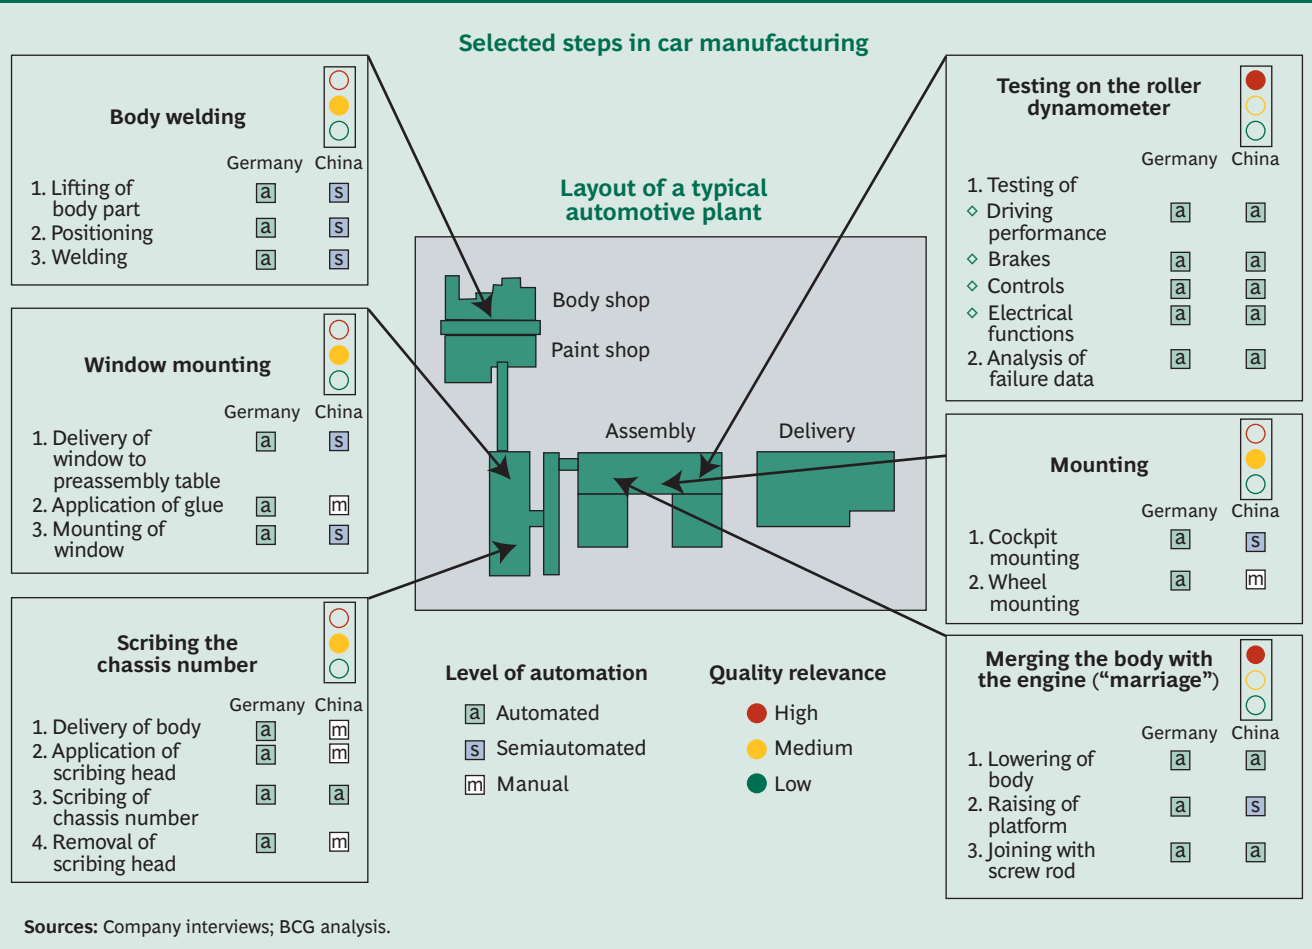 Selected steps in car manufacturing
Body welding
Germany China
1. Lifting of
body part
a s
2. Positioning a s
3. Welding a s
Window mounting
Germany China
1. Delivery of
window to
preassembly table
a s
2. Application of glue a m
3. Mounting of
window
a s
Scribing the
chassis number
Germany China
1. Delivery of body a m
2. Application of
scribing head
a m
3. Scribing of
chassis number
a a
4. Removal of
scribing head
a m
Layout of a typical
automotive plant
Body shop
Paint shop
Assembly
Delivery
Level of automation
a Automated
s Semiautomated
m Manual
Quality relevance
High
Medium
Low
Testing on the roller
dynamometer
Germany China
1. Testing of
◇ Driving
performance
a a
◇ Brakes a a
◇ Controls a a
◇ Electrical
functions
a a
2. Analysis of
failure data
a a
Mounting
Germany China
1. Cockpit
mounting
a s
2. Wheel
mounting
a m
Merging the body with
the engine (“marriage”)
Germany China
1. Lowering of
body
a a
2. Raising of
platform
a s
3. Joining with
screw rod
a a
Sources: Company interviews; BCG analysis.